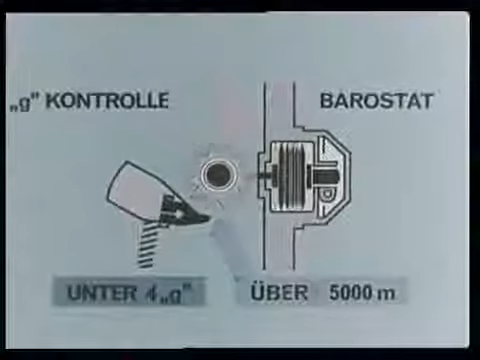 „g” KONTROLLE
BAROSTAT
UNTER 4 „g”
ÜBER 5000 m